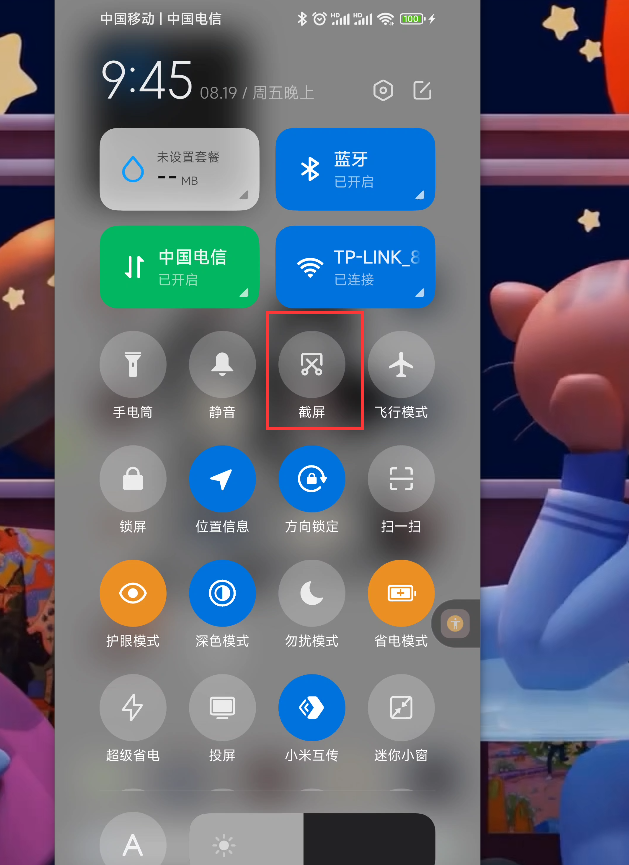 中国移动 | 中国电信
HD HD 100
9:45 08.19 / 周五晚上
未设置套餐
-- MB
蓝牙
已开启
中国电信
已开启
TP-LINK_8
已连接
手电筒 静音 截屏 飞行模式
锁屏 位置信息 方向锁定 扫一扫
护眼模式 深色模式 勿扰模式 省电模式
超级省电 投屏 小米互传 迷你小窗
A